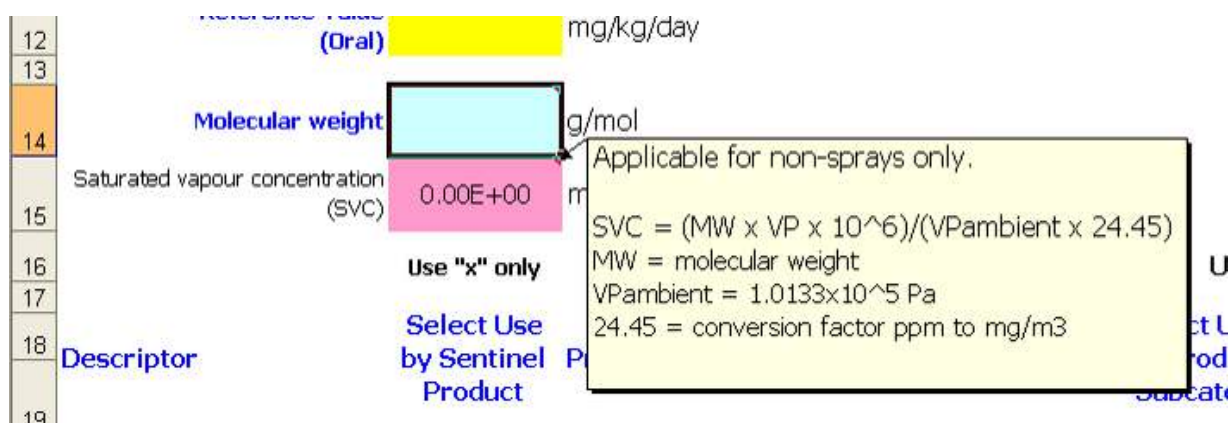 12 (Oral) mg/kg/day
13
14 Molecular weight g/mol
Applicable for non-sprays only.
15 Saturated vapour concentration (SVC) 0.00E+00 m
SVC = (MW x VP x 10^6)/(VPambient x 24.45)
16 Use "x" only MW = molecular weight U
17 VPambient = 1.0133x10^5 Pa
18 Descriptor Select Use by Sentinel Product 24.45 = conversion factor ppm to mg/m3
19